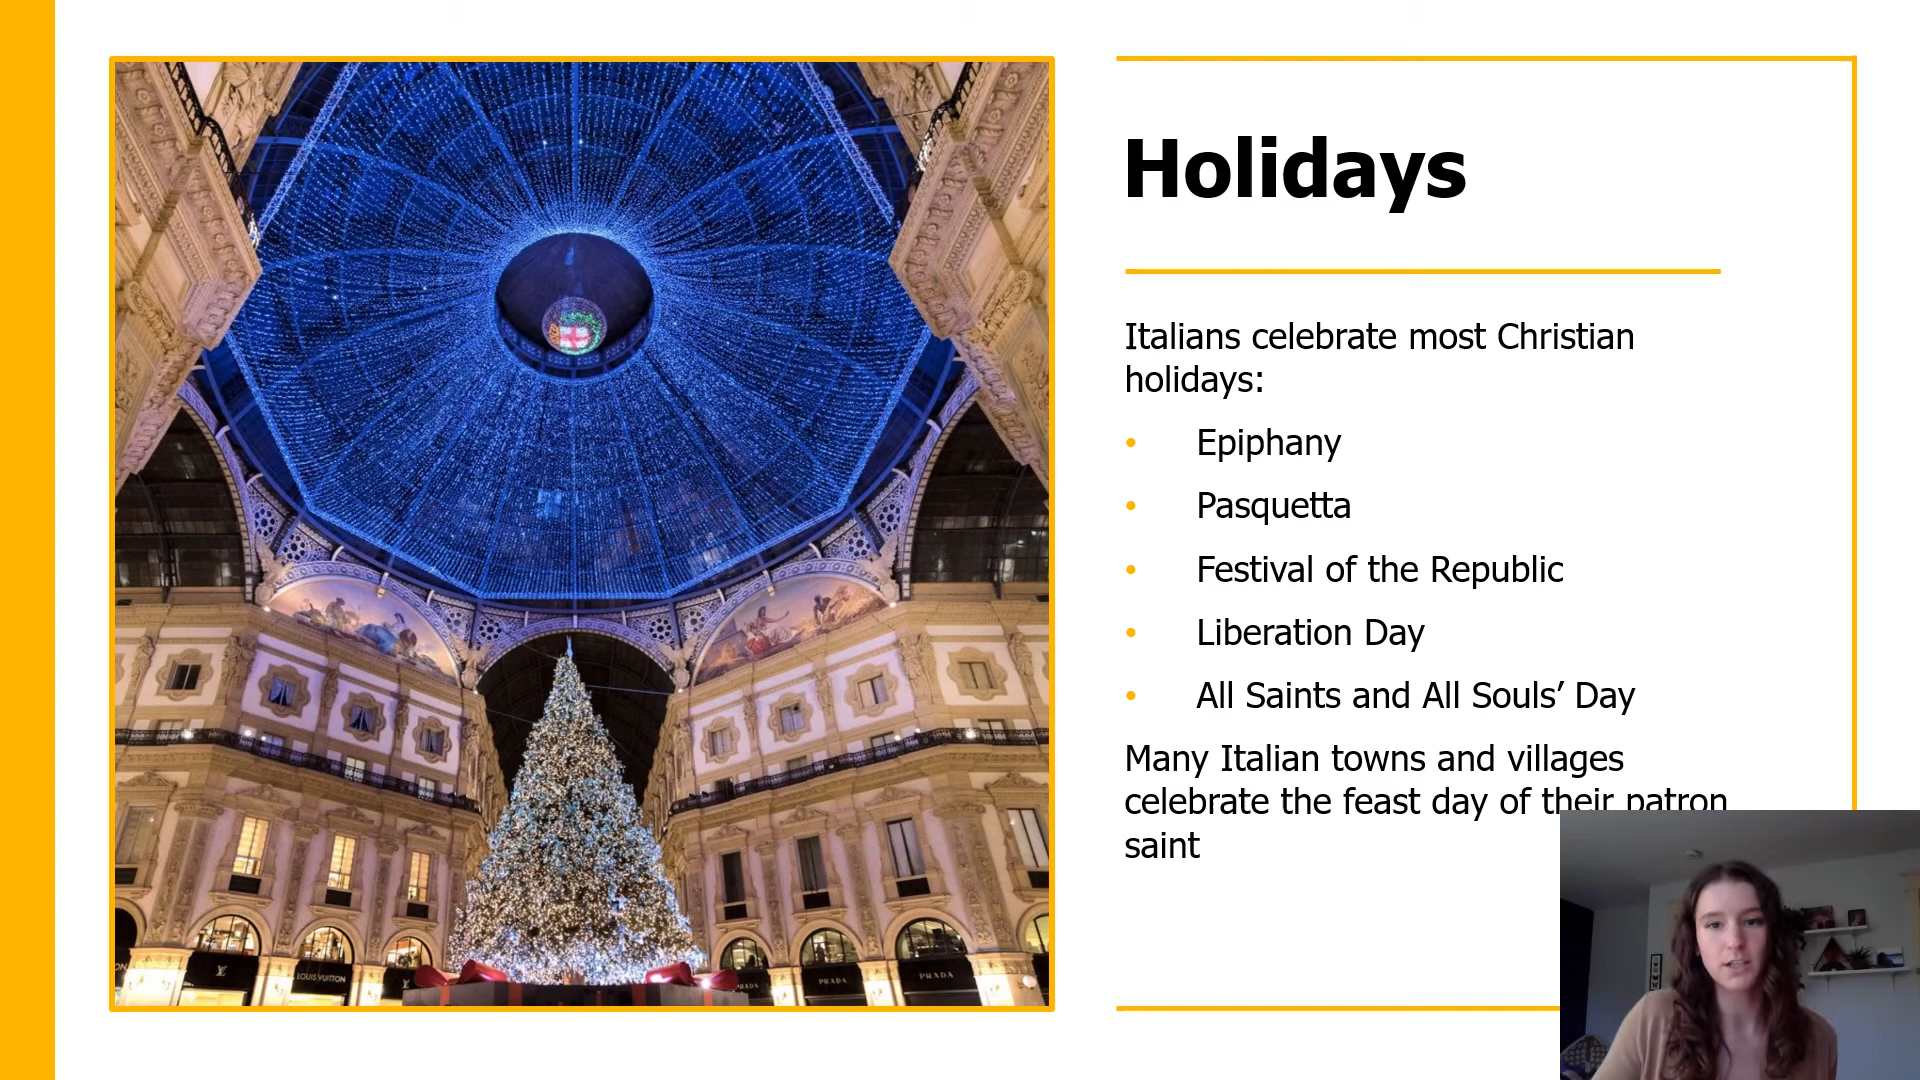 Holidays
Italians celebrate most Christian
holidays:
• Epiphany
• Pasquetta
• Festival of the Republic
• Liberation Day
• All Saints and All Souls’ Day
Many Italian towns and villages
celebrate the feast day of their patron
saint
LOUIS VUITTON
PRADA
PRADA